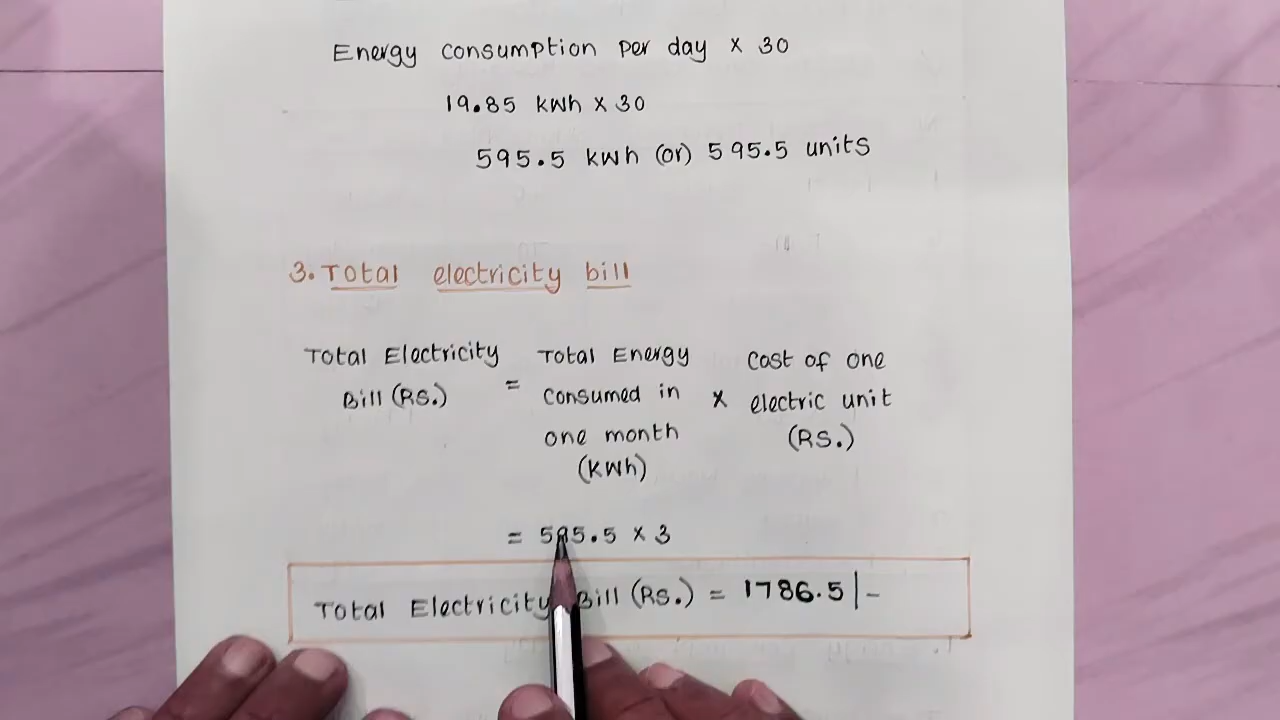 Energy consumption per day x 30
19.85 kWh x 30
595.5 kWh (or) 595.5 units
3. Total electricity bill
Total Electricity Bill (RS.) = Total Energy consumed in one month (kWh) x Cost of one electric unit (RS.)
= 595.5 x 3
Total Electricity Bill (RS.) = 1786.5/-